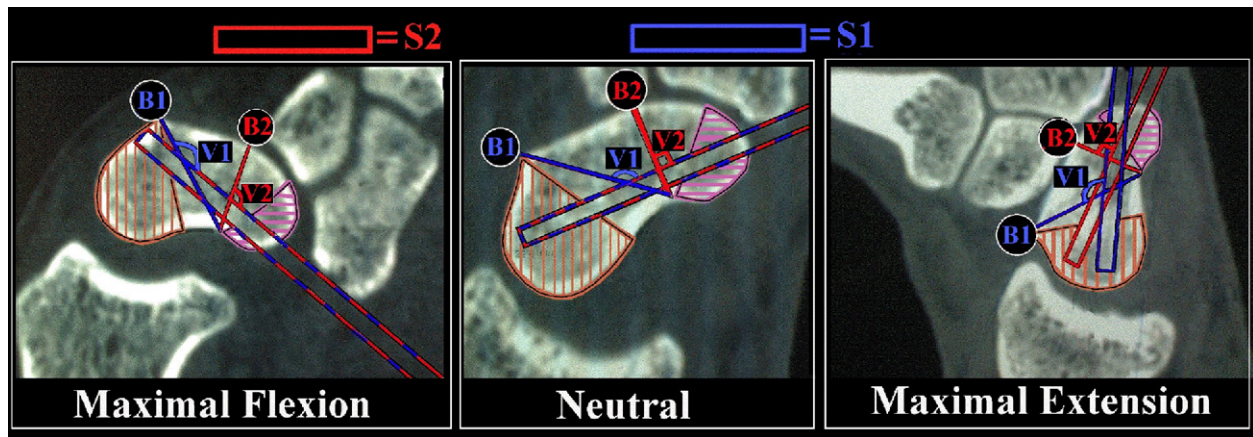 = S2
= S1
B1
B2
V1
V2
B2
B1
V1
V2
B2
V2
V1
B1
Maximal Flexion
Neutral
Maximal Extension